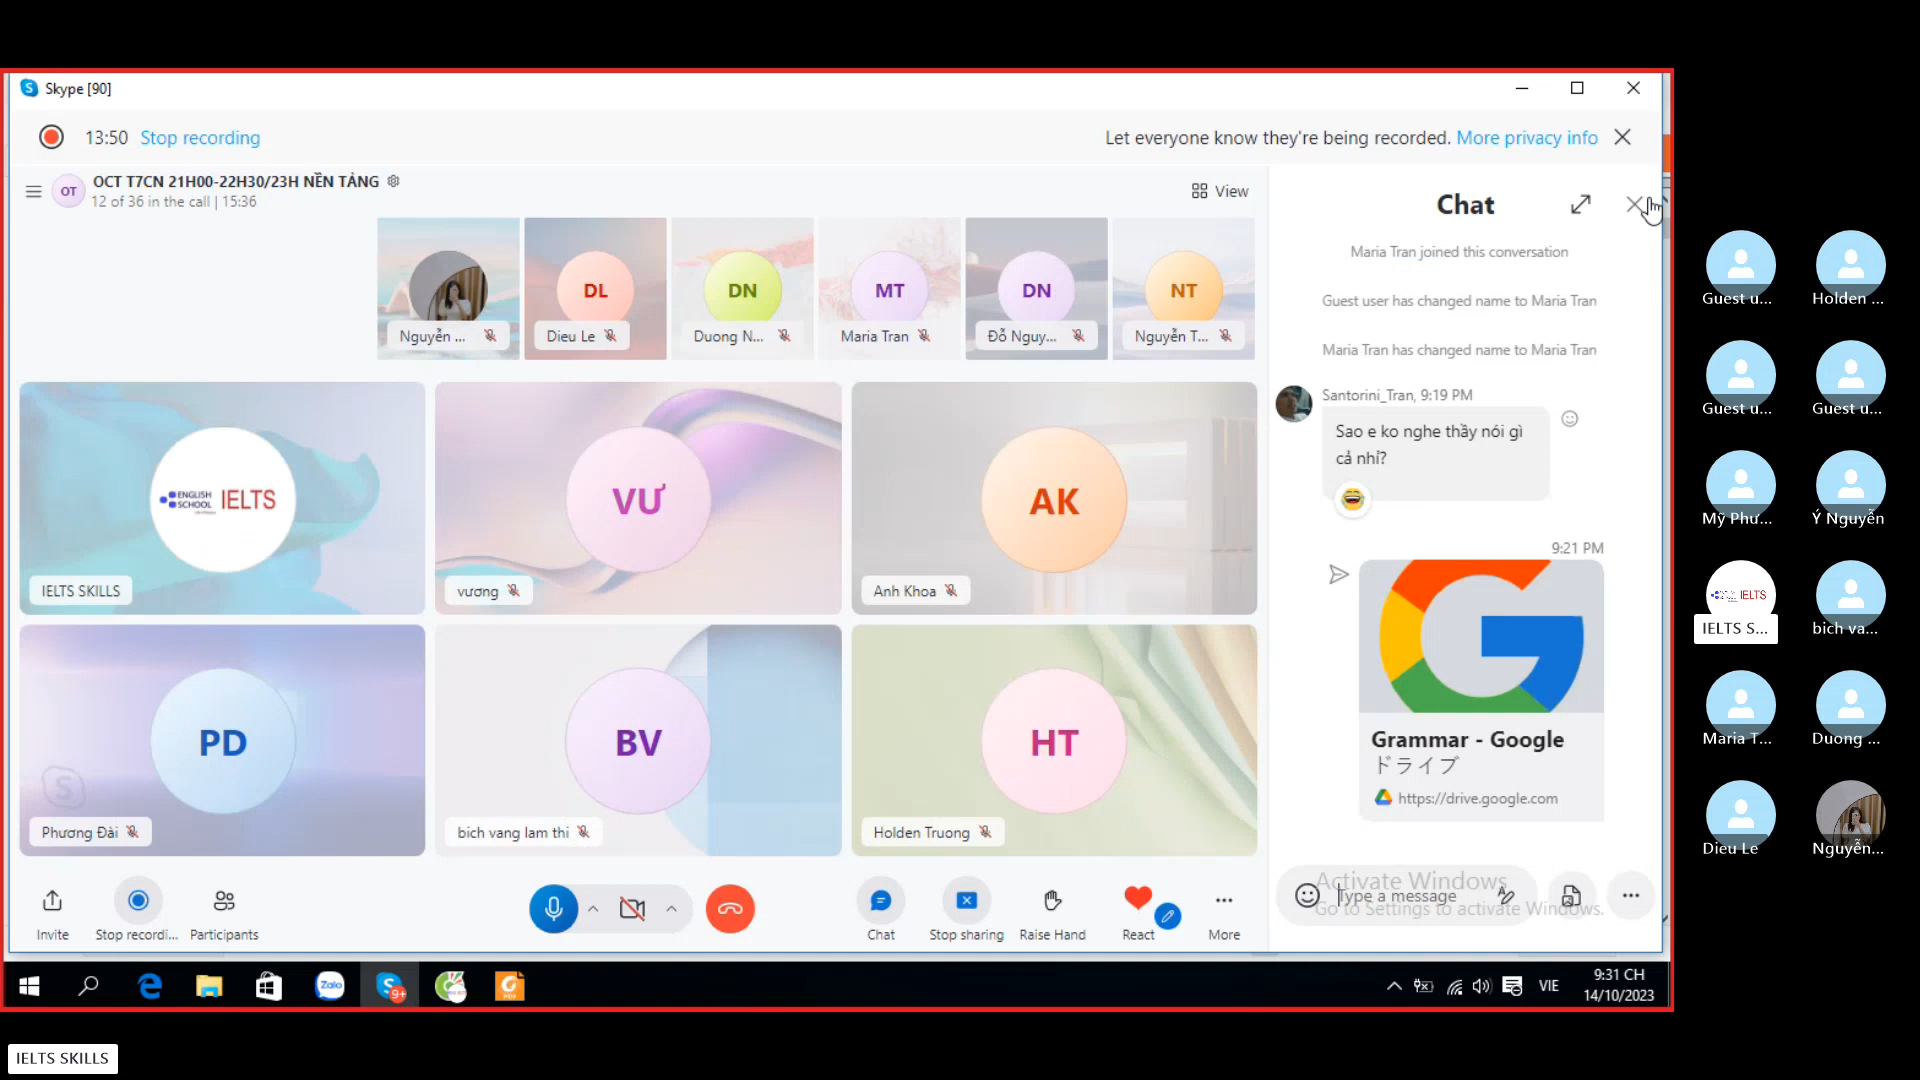 Skype [90]
13:50 Stop recording
Let everyone know they're being recorded. More privacy info
OT
OCT T7CN 21H00-22H30/23H NỀN TẢNG
12 of 36 in the call | 15:36
View
Nguyễn ...
DL
Dieu Le
DN
Duong N...
MT
Maria Tran
DN
Đỗ Nguy...
NT
Nguyễn T...
ENGLISH
SCHOOL
IELTS
IELTS SKILLS
VƯ
vương
AK
Anh Khoa
PD
Phương Đài
BV
bich vang lam thi
HT
Holden Truong
Invite
Stop recordi...
Participants
Chat
Stop sharing
Raise Hand
React
More
Chat
Maria Tran joined this conversation
Guest user has changed name to Maria Tran
Maria Tran has changed name to Maria Tran
Santorini_Tran, 9:19 PM
Sao e ko nghe thầy nói gì
cả nhỉ?
9:21 PM
Grammar - Google
ドライブ
https://drive.google.com
Type a message
Activate Windows
Go to Settings to activate Windows.
Zalo
9+
VIE
9:31 CH
14/10/2023
Guest u...
Holden ...
Guest u...
Guest u...
Mỹ Phư...
Ý Nguyễn
IELTS
IELTS S...
bich va...
Maria T...
Duong ...
Dieu Le
Nguyễn...
IELTS SKILLS